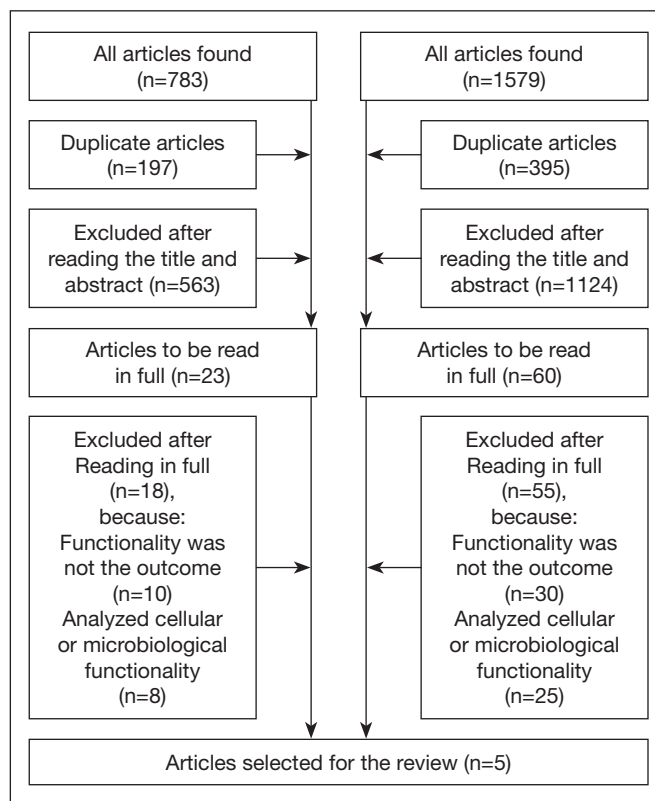 All articles found
(n=783)
Duplicate articles
(n=197)
Excluded after
reading the title and
abstract (n=563)
Articles to be read
in full (n=23)
Excluded after
Reading in full
(n=18),
because:
Functionality was
not the outcome
(n=10)
Analyzed cellular
or microbiological
functionality
(n=8)
All articles found
(n=1579)
Duplicate articles
(n=395)
Excluded after
reading the title and
abstract (n=1124)
Articles to be read
in full (n=60)
Excluded after
Reading in full
(n=55),
because:
Functionality was
not the outcome
(n=30)
Analyzed cellular
or microbiological
functionality
(n=25)
Articles selected for the review (n=5)